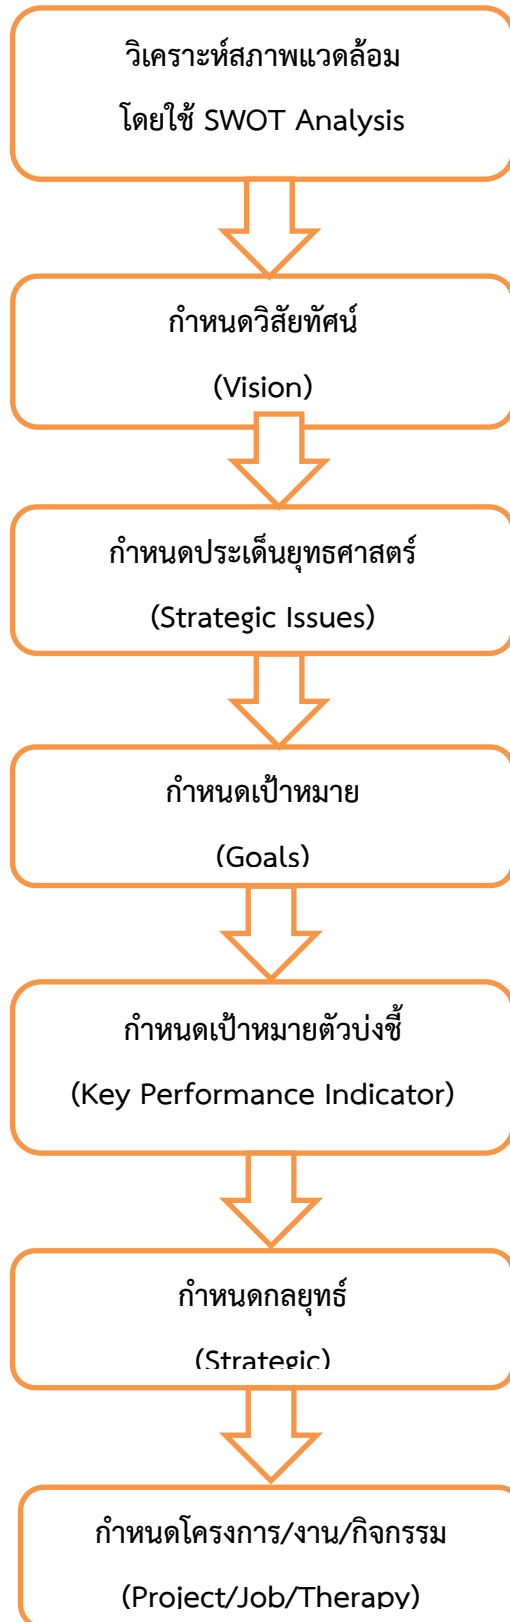 วิเคราะห์สภาพแวดล้อม
โดยใช้ SWOT Analysis
กำหนดวิสัยทัศน์
(Vision)
กำหนดประเด็นยุทธศาสตร์
(Strategic Issues)
กำหนดเป้าหมาย
(Goals)
กำหนดเป้าหมายตัวบ่งชี้
(Key Performance Indicator)
กำหนดกลยุทธ์
(Strategic)
กำหนดโครงการ/งาน/กิจกรรม
(Project/Job/Therapy)